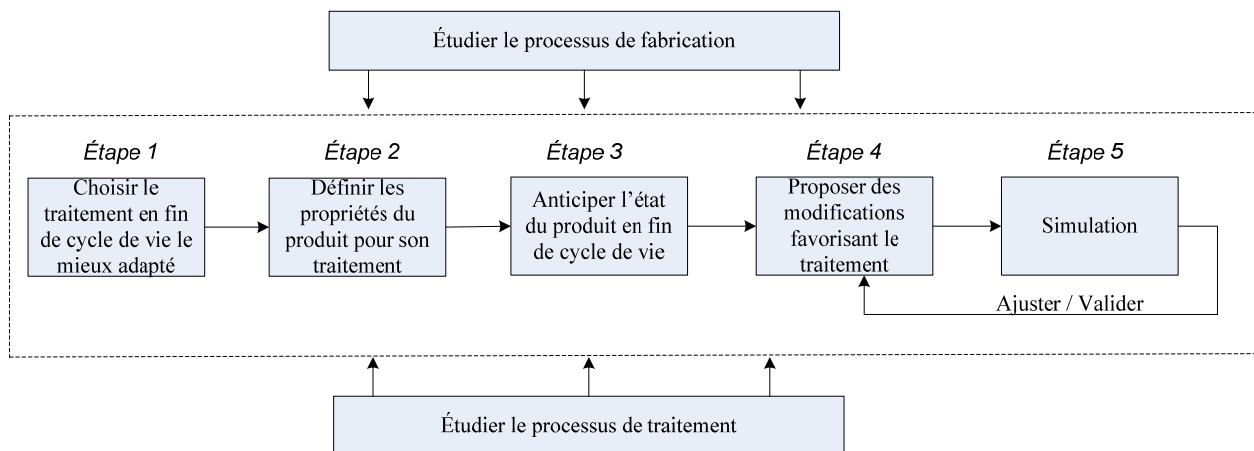 Étudier le processus de fabrication
Étape 1
Étape 2
Étape 3
Étape 4
Étape 5
Choisir le
traitement en fin
de cycle de vie le
mieux adapté
Définir les
propriétés du
produit pour son
traitement
Anticiper l’état
du produit en fin
de cycle de vie
Proposer des
modifications
favorisant le
traitement
Simulation
Ajuster / Valider
Étudier le processus de traitement